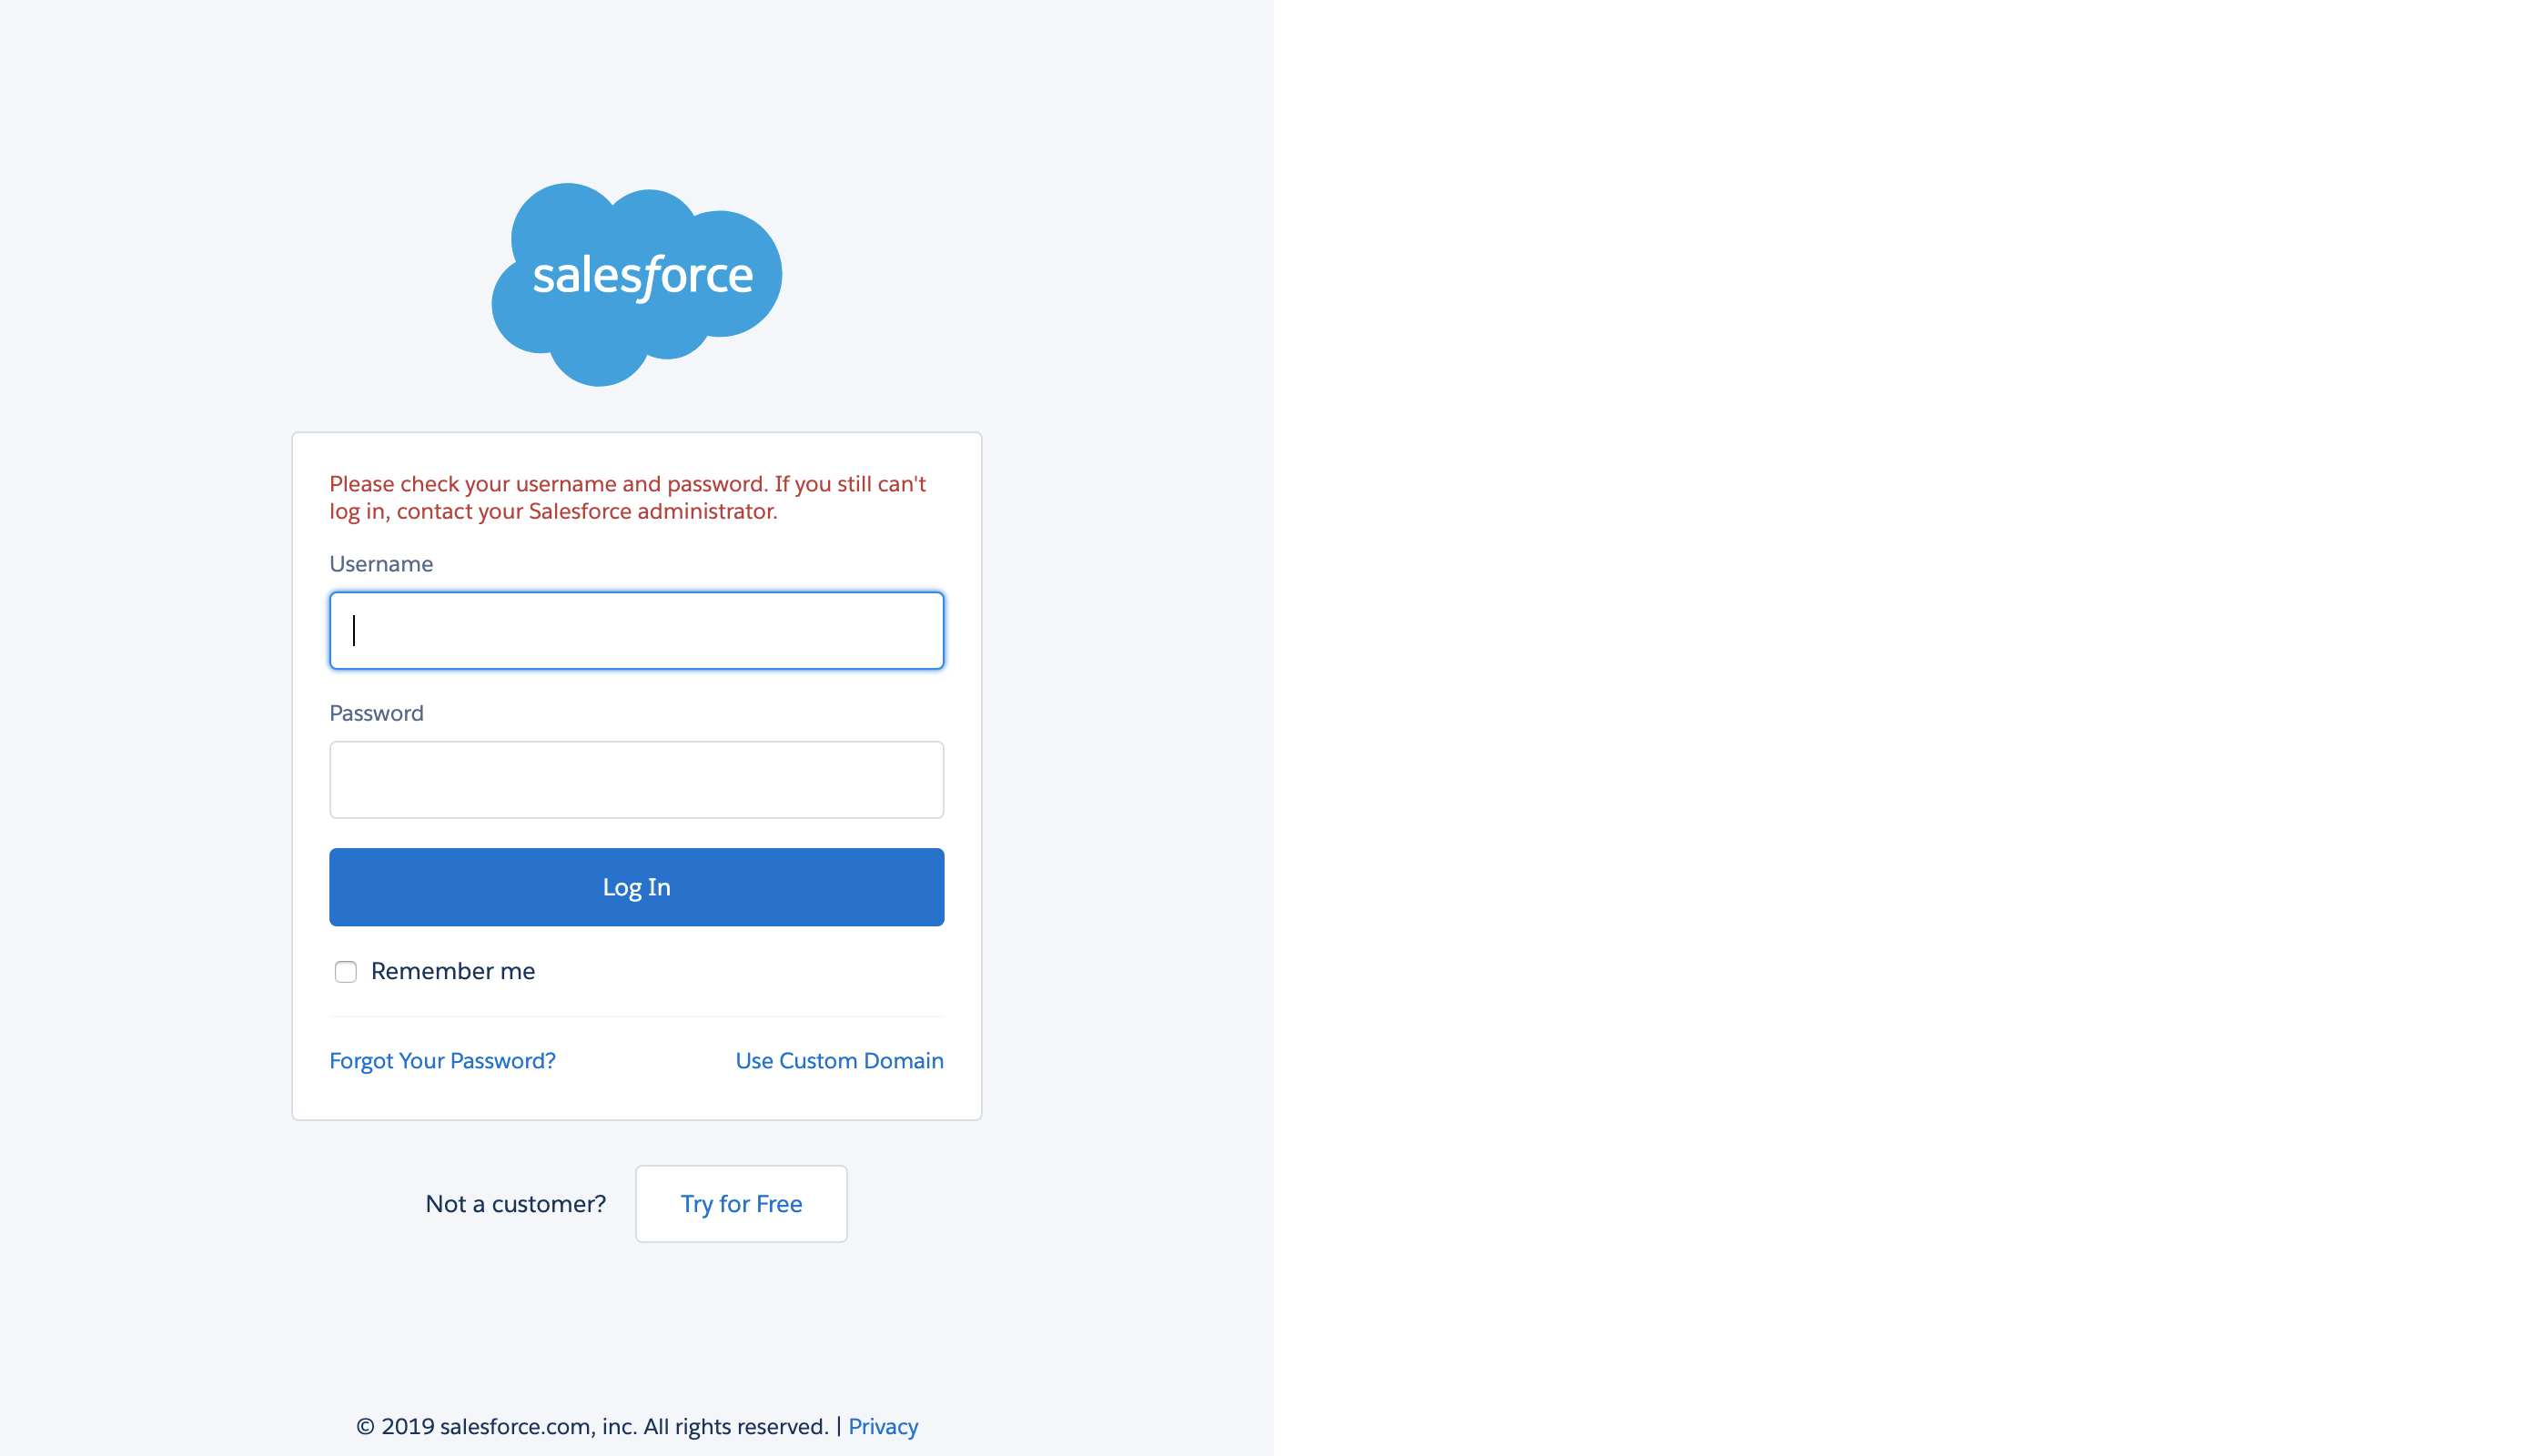 salesforce
Please check your username and password. If you still can't
log in, contact your Salesforce administrator.
Username
Password
Log In
Remember me
Forgot Your Password? Use Custom Domain
Not a customer? Try for Free
© 2019 salesforce.com, inc. All rights reserved. | Privacy